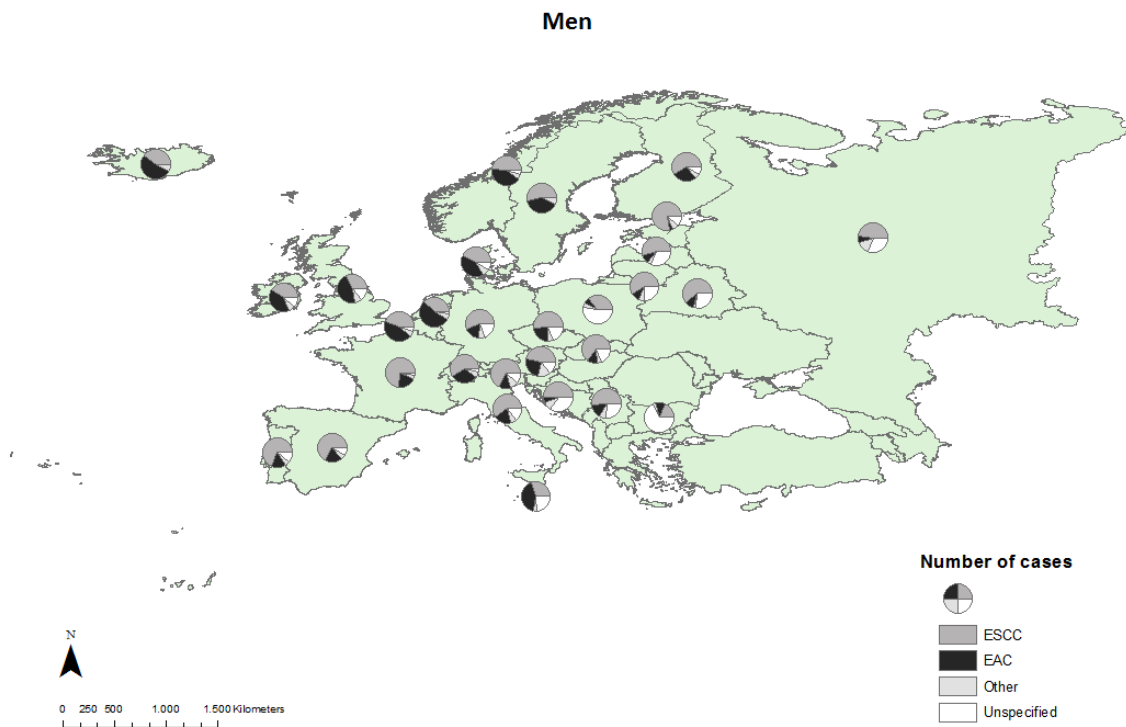 Men
Number of cases
ESCC
EAC
Other
Unspecified
N
0 250 500 1.000 1.500 Kilometers